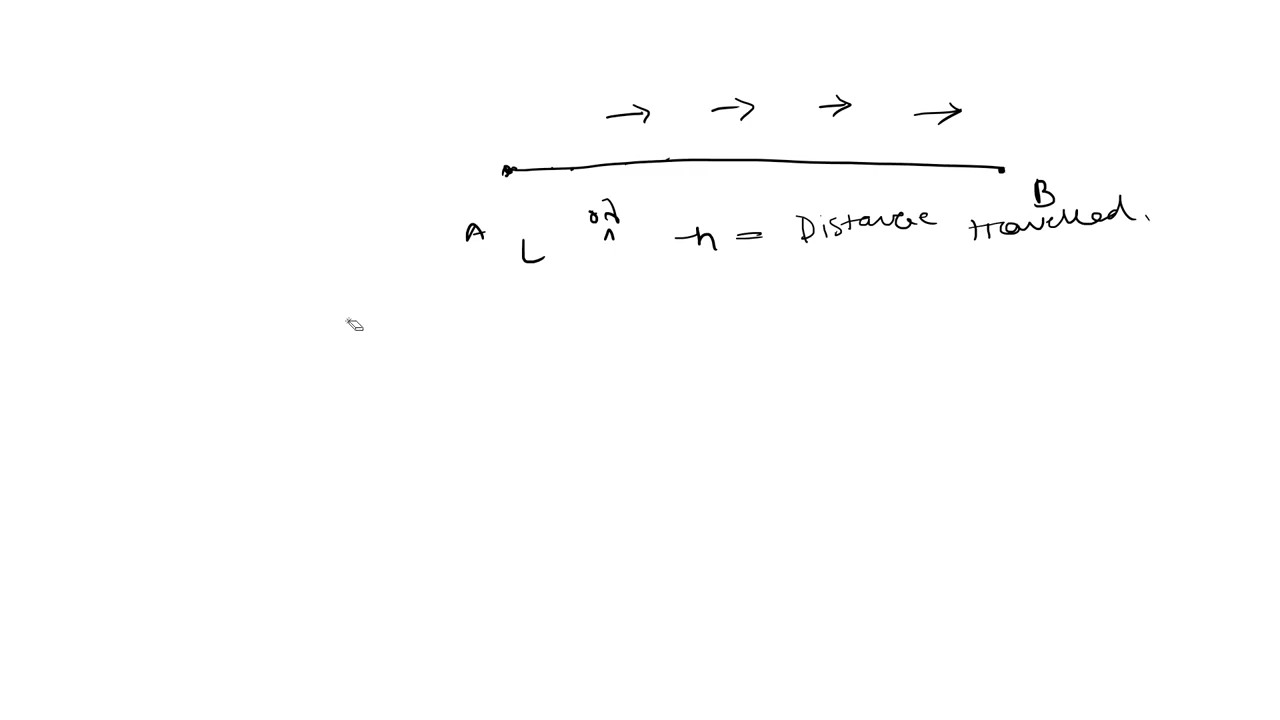 B
A L or h = Distance travelled.